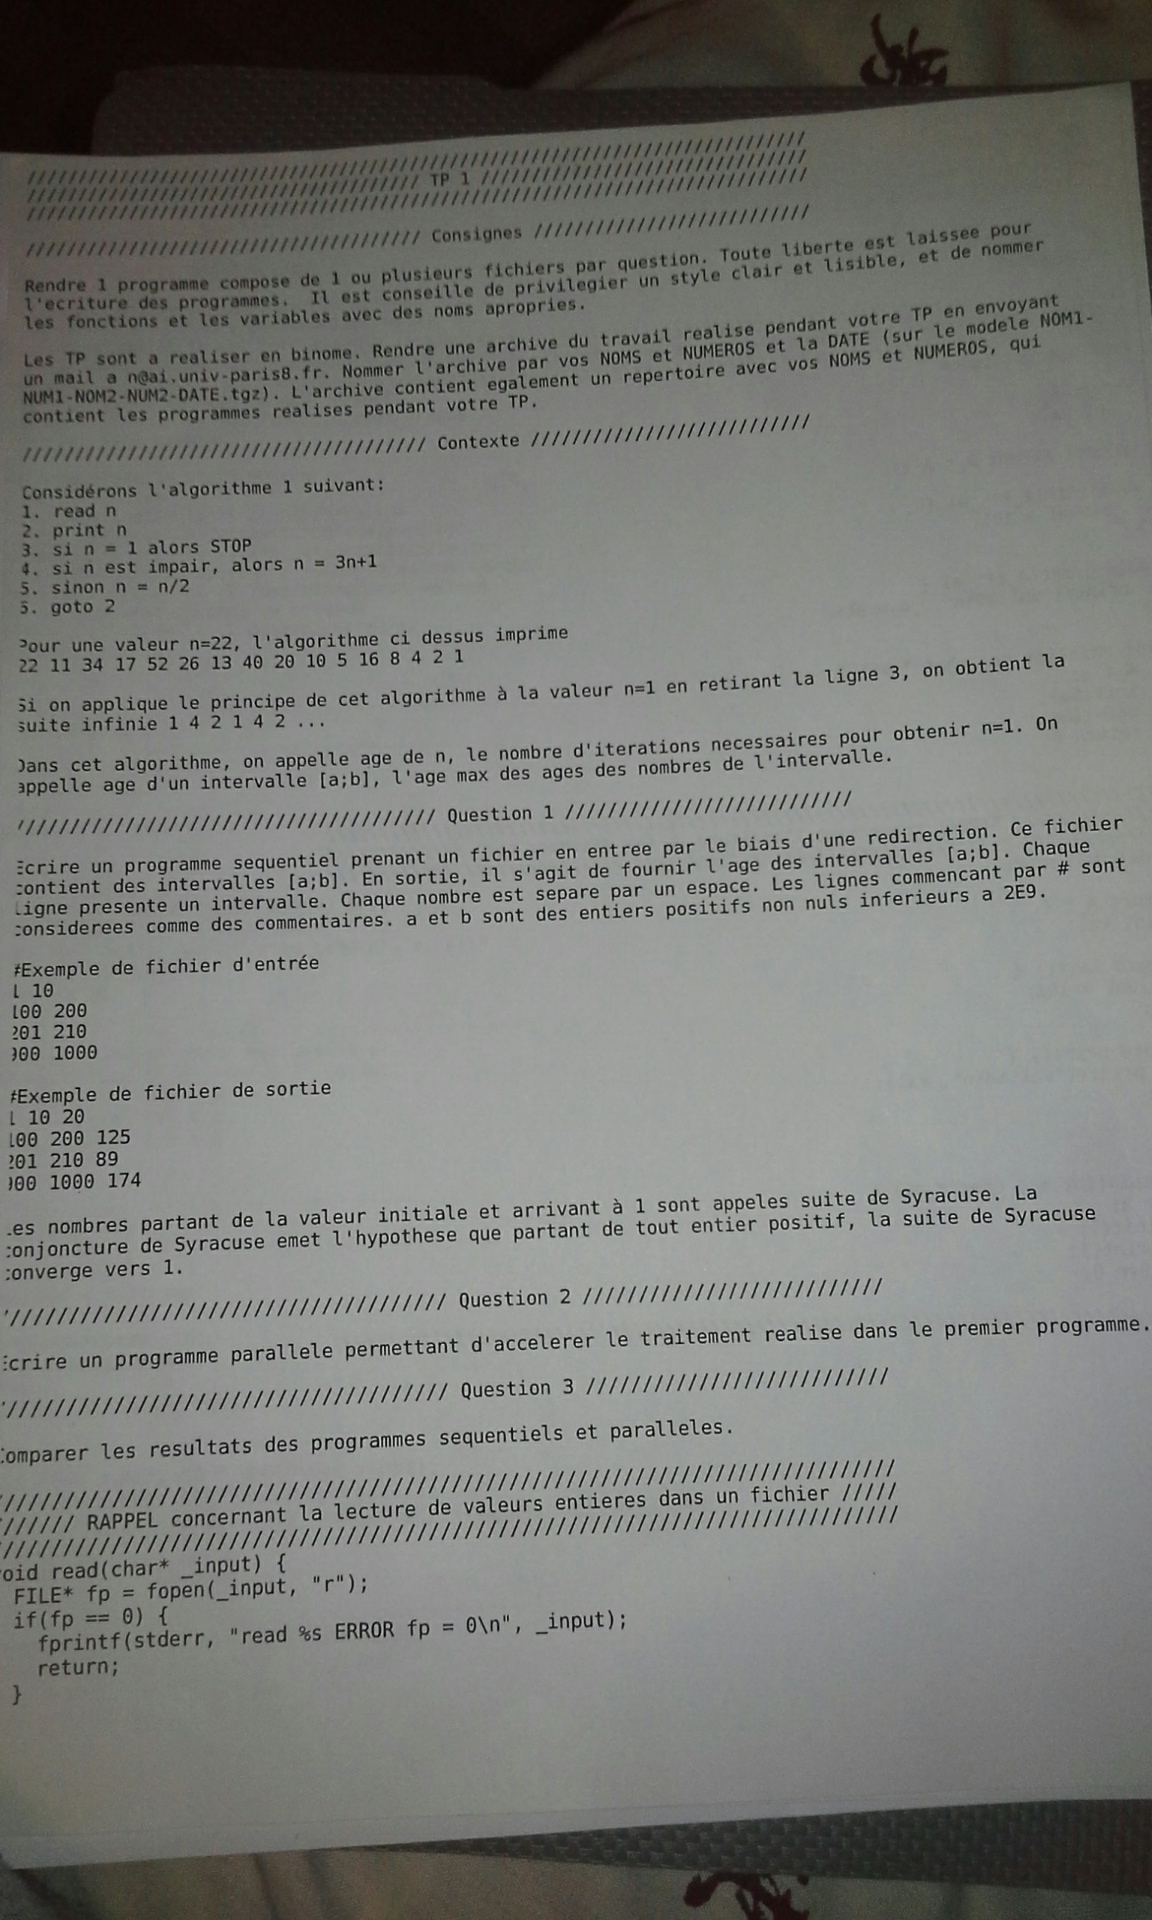 ////////////////////////////////////////////////////////////////////////////
////////////////////////////////////// TP 1 ////////////////////////////////
////////////////////////////////////////////////////////////////////////////
////////////////////////////////////// Consignes ///////////////////////////
Rendre 1 programme compose de 1 ou plusieurs fichiers par question. Toute liberte est laissee pour
l'ecriture des programmes. Il est conseille de privilegier un style clair et lisible, et de nommer
les fonctions et les variables avec des noms apropries.
Les TP sont a realiser en binome. Rendre une archive du travail realise pendant votre TP en envoyant
un mail a n@ai.univ-paris8.fr. Nommer l'archive par vos NOMS et NUMEROS et la DATE (sur le modele NOM1-
NUM1-NOM2-NUM2-DATE.tgz). L'archive contient egalement un repertoire avec vos NOMS et NUMEROS, qui
contient les programmes realises pendant votre TP.
////////////////////////////////////// Contexte ///////////////////////////
Considérons l'algorithme 1 suivant:
1. read n
2. print n
3. si n = 1 alors STOP
4. si n est impair, alors n = 3n+1
5. sinon n = n/2
5. goto 2
Pour une valeur n=22, l'algorithme ci dessus imprime
22 11 34 17 52 26 13 40 20 10 5 16 8 4 2 1
Si on applique le principe de cet algorithme à la valeur n=1 en retirant la ligne 3, on obtient la
suite infinie 1 4 2 1 4 2 ...
Dans cet algorithme, on appelle age de n, le nombre d'iterations necessaires pour obtenir n=1. On
appelle age d'un intervalle [a;b], l'age max des ages des nombres de l'intervalle.
////////////////////////////////////// Question 1 ///////////////////////////
Ecrire un programme sequentiel prenant un fichier en entree par le biais d'une redirection. Ce fichier
contient des intervalles [a;b]. En sortie, il s'agit de fournir l'age des intervalles [a;b]. Chaque
ligne presente un intervalle. Chaque nombre est separe par un espace. Les lignes commencant par # sont
considerees comme des commentaires. a et b sont des entiers positifs non nuls inferieurs a 2E9.
#Exemple de fichier d'entrée
1 10
100 200
201 210
900 1000
#Exemple de fichier de sortie
1 10 20
100 200 125
201 210 89
900 1000 174
Les nombres partant de la valeur initiale et arrivant à 1 sont appeles suite de Syracuse. La
conjoncture de Syracuse emet l'hypothese que partant de tout entier positif, la suite de Syracuse
converge vers 1.
////////////////////////////////////// Question 2 ///////////////////////////
Ecrire un programme parallele permettant d'accelerer le traitement realise dans le premier programme.
////////////////////////////////////// Question 3 ///////////////////////////
Comparer les resultats des programmes sequentiels et paralleles.
////////////////////////////////////////////////////////////////////////////
/////// RAPPEL concernant la lecture de valeurs entieres dans un fichier /////
////////////////////////////////////////////////////////////////////////////
void read(char* _input) {
FILE* fp = fopen(_input, "r");
if(fp == 0) {
fprintf(stderr, "read %s ERROR fp = 0\n", _input);
return;
}